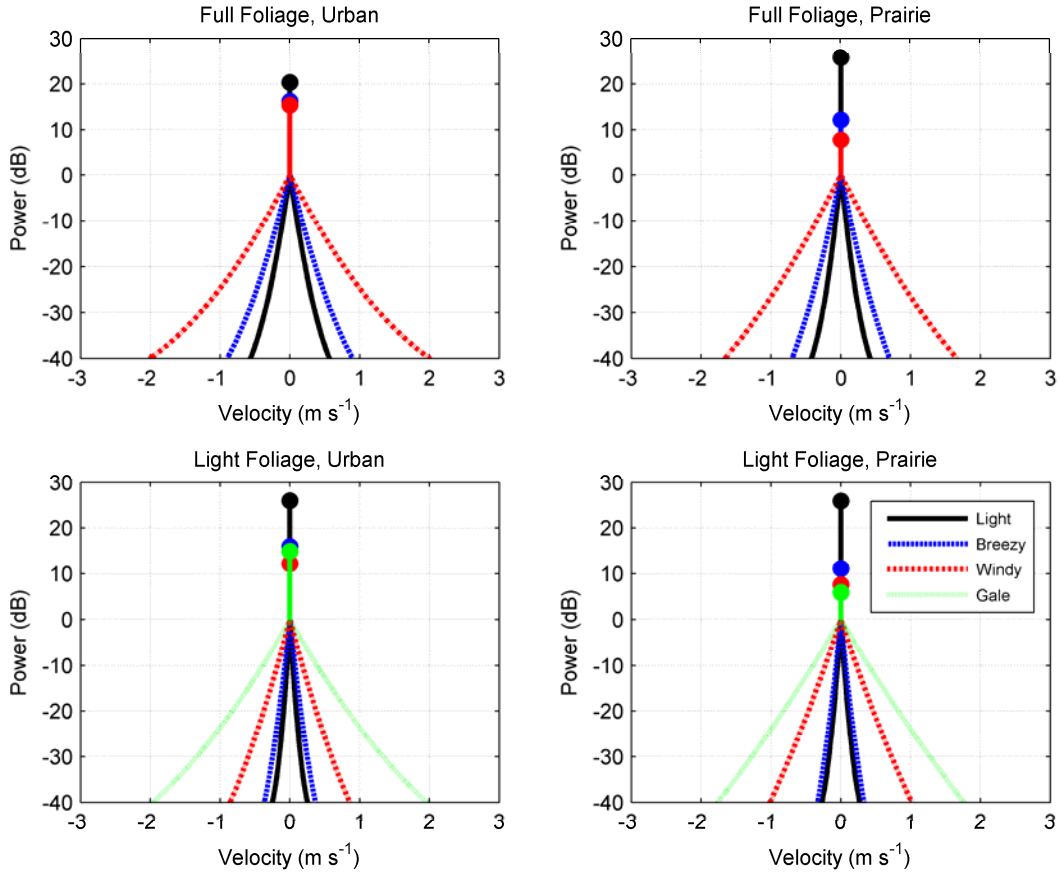 Full Foliage, Urban
30
20
10
0
-10
-20
-30
-40
-3 -2 -1 0 1 2 3
Power (dB)
Velocity (m s⁻¹)
Full Foliage, Prairie
30
20
10
0
-10
-20
-30
-40
-3 -2 -1 0 1 2 3
Power (dB)
Velocity (m s⁻¹)
Light Foliage, Urban
30
20
10
0
-10
-20
-30
-40
-3 -2 -1 0 1 2 3
Power (dB)
Velocity (m s⁻¹)
Light Foliage, Prairie
30
20
10
0
-10
-20
-30
-40
-3 -2 -1 0 1 2 3
Power (dB)
Velocity (m s⁻¹)
Light
Breezy
Windy
Gale